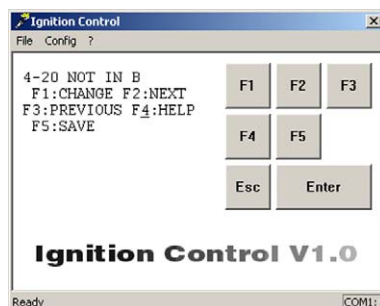 Ignition Control
File Config ?
4-20 NOT IN B
F1:CHANGE F2:NEXT
F3:PREVIOUS F4:HELP
F5:SAVE
F1 F2 F3
F4 F5
Esc Enter
Ignition Control V1.0
Ready COM1: